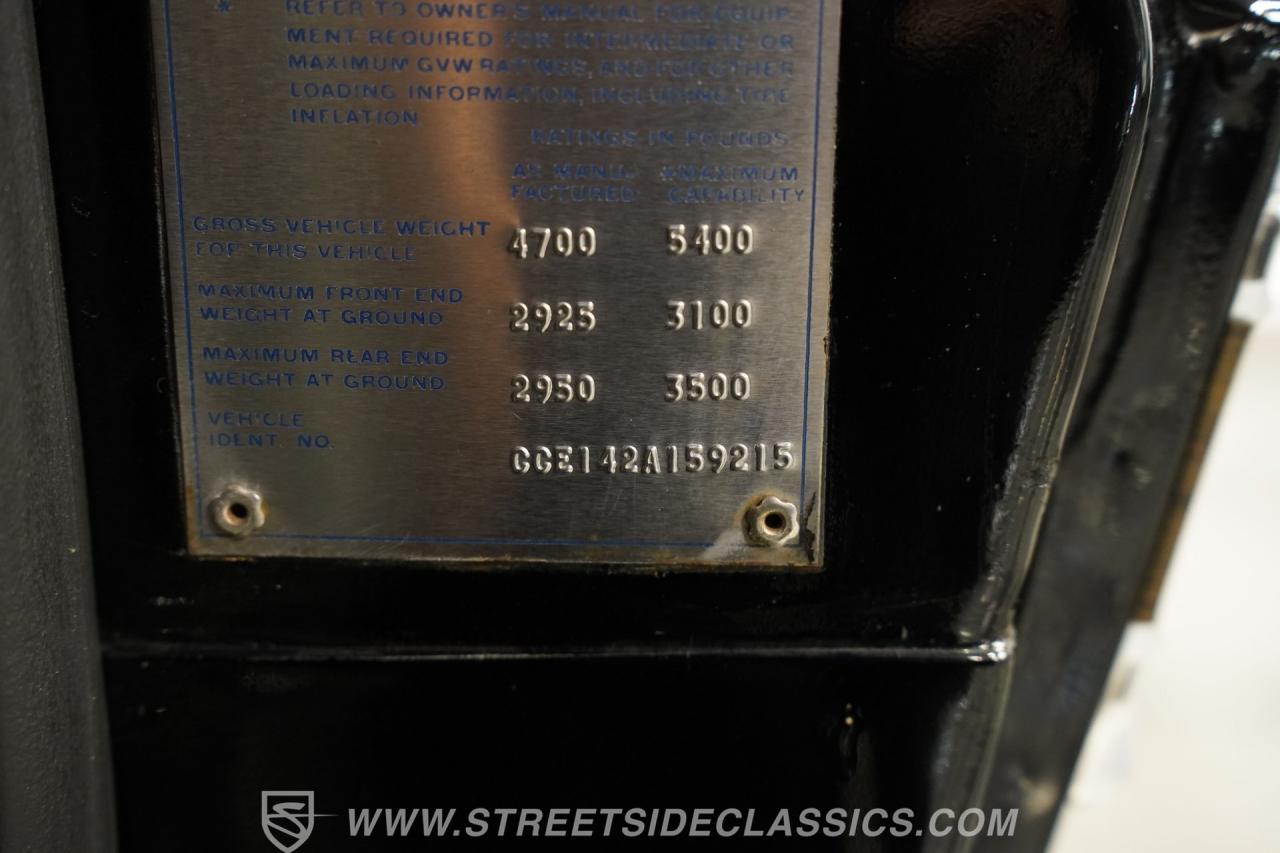 * REFER TO OWNER'S MANUAL FOR EQUIP-
MENT REQUIRED FOR INTERMEDIATE OR
MAXIMUM GVW RATINGS, AND FOR OTHER
LOADING INFORMATION, INCLUDING TIRE
INFLATION
RATINGS IN POUNDS
AS MANU- *MAXIMUM
FACTURED CAPABILITY
GROSS VEHICLE WEIGHT
FOR THIS VEHICLE 4700 5400
MAXIMUM FRONT END
WEIGHT AT GROUND 2925 3100
MAXIMUM REAR END
WEIGHT AT GROUND 2950 3500
VEHICLE
IDENT. NO. CCE142A159215
WWW.STREETSIDECLASSICS.COM